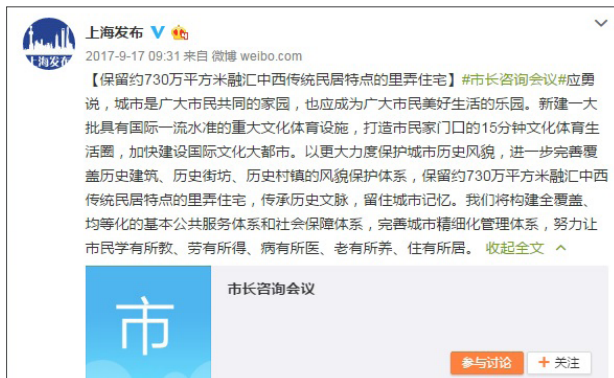 上海发布
上海发布
2017-9-17 09:31 来自 微博 weibo.com
【保留约730万平方米融汇中西传统民居特点的里弄住宅】#市长咨询会议#应勇
说，城市是广大市民共同的家园，也应成为广大市民美好生活的乐园。新建一大
批具有国际一流水准的重大文化体育设施，打造市民家门口的15分钟文化体育生
活圈，加快建设国际文化大都市。以更大力度保护城市历史风貌，进一步完善覆
盖历史建筑、历史街坊、历史村镇的风貌保护体系，保留约730万平方米融汇中西
传统民居特点的里弄住宅，传承历史文脉，留住城市记忆。我们将构建全覆盖、
均等化的基本公共服务体系和社会保障体系，完善城市精细化管理体系，努力让
市民学有所教、劳有所得、病有所医、老有所养、住有所居。 收起全文
市
市长咨询会议
参与讨论
+ 关注